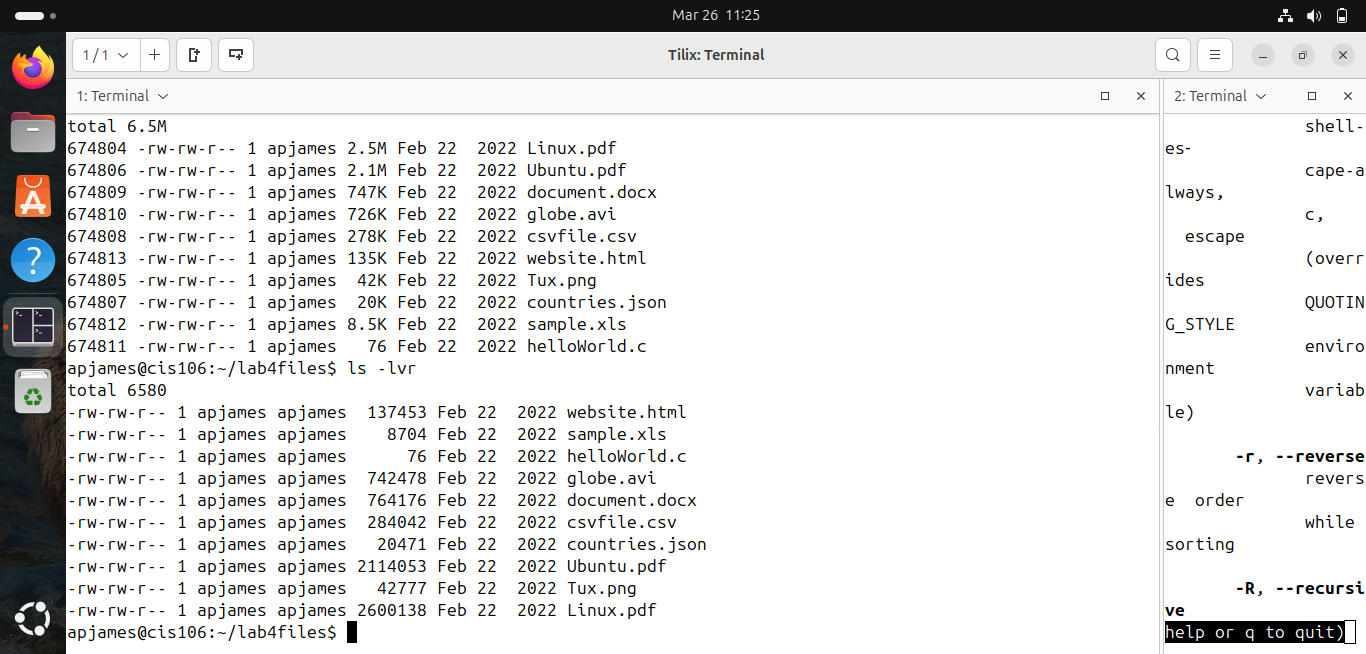 Mar 26 11:25
1 / 1
Tilix: Terminal
1: Terminal
total 6.5M
674804 -rw-rw-r-- 1 apjames 2.5M Feb 22  2022 Linux.pdf
674806 -rw-rw-r-- 1 apjames 2.1M Feb 22  2022 Ubuntu.pdf
674809 -rw-rw-r-- 1 apjames 747K Feb 22  2022 document.docx
674810 -rw-rw-r-- 1 apjames 726K Feb 22  2022 globe.avi
674808 -rw-rw-r-- 1 apjames 278K Feb 22  2022 csvfile.csv
674813 -rw-rw-r-- 1 apjames 135K Feb 22  2022 website.html
674805 -rw-rw-r-- 1 apjames  42K Feb 22  2022 Tux.png
674807 -rw-rw-r-- 1 apjames  20K Feb 22  2022 countries.json
674812 -rw-rw-r-- 1 apjames 8.5K Feb 22  2022 sample.xls
674811 -rw-rw-r-- 1 apjames   76 Feb 22  2022 helloWorld.c
apjames@cis106:~/lab4files$ ls -lvr
total 6580
-rw-rw-r-- 1 apjames apjames  137453 Feb 22  2022 website.html
-rw-rw-r-- 1 apjames apjames    8704 Feb 22  2022 sample.xls
-rw-rw-r-- 1 apjames apjames      76 Feb 22  2022 helloWorld.c
-rw-rw-r-- 1 apjames apjames  742478 Feb 22  2022 globe.avi
-rw-rw-r-- 1 apjames apjames  764176 Feb 22  2022 document.docx
-rw-rw-r-- 1 apjames apjames  284042 Feb 22  2022 csvfile.csv
-rw-rw-r-- 1 apjames apjames   20471 Feb 22  2022 countries.json
-rw-rw-r-- 1 apjames apjames 2114053 Feb 22  2022 Ubuntu.pdf
-rw-rw-r-- 1 apjames apjames   42777 Feb 22  2022 Tux.png
-rw-rw-r-- 1 apjames apjames 2600138 Feb 22  2022 Linux.pdf
apjames@cis106:~/lab4files$
2: Terminal
shell-
es-
cape-a
lways,
c,
escape
(overr
ides
QUOTIN
G_STYLE
enviro
nment
variab
le)
-r, --reverse
revers
e  order
while
sorting
-R, --recursi
ve
help or q to quit)